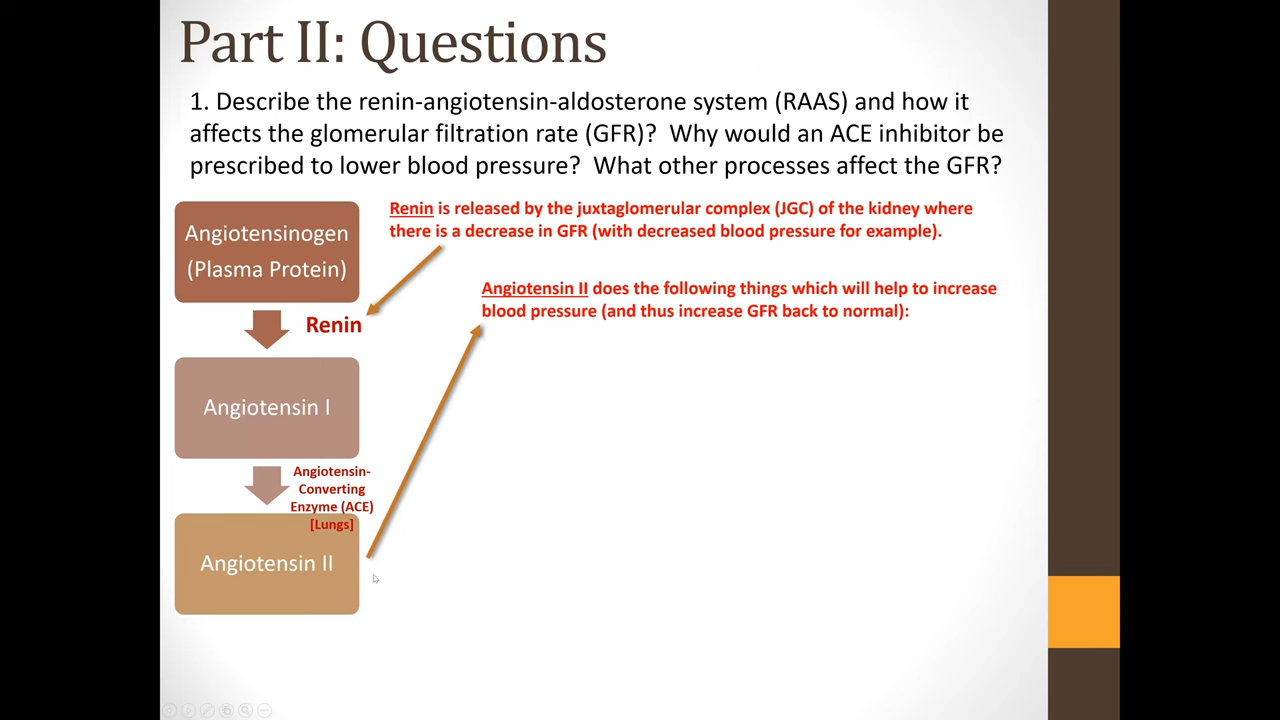 Part II: Questions
1. Describe the renin-angiotensin-aldosterone system (RAAS) and how it
affects the glomerular filtration rate (GFR)? Why would an ACE inhibitor be
prescribed to lower blood pressure? What other processes affect the GFR?
Renin is released by the juxtaglomerular complex (JGC) of the kidney where
there is a decrease in GFR (with decreased blood pressure for example).
Angiotensinogen
(Plasma Protein)
Angiotensin II does the following things which will help to increase
blood pressure (and thus increase GFR back to normal):
Renin
Angiotensin I
Angiotensin-
Converting
Enzyme (ACE)
[Lungs]
Angiotensin II